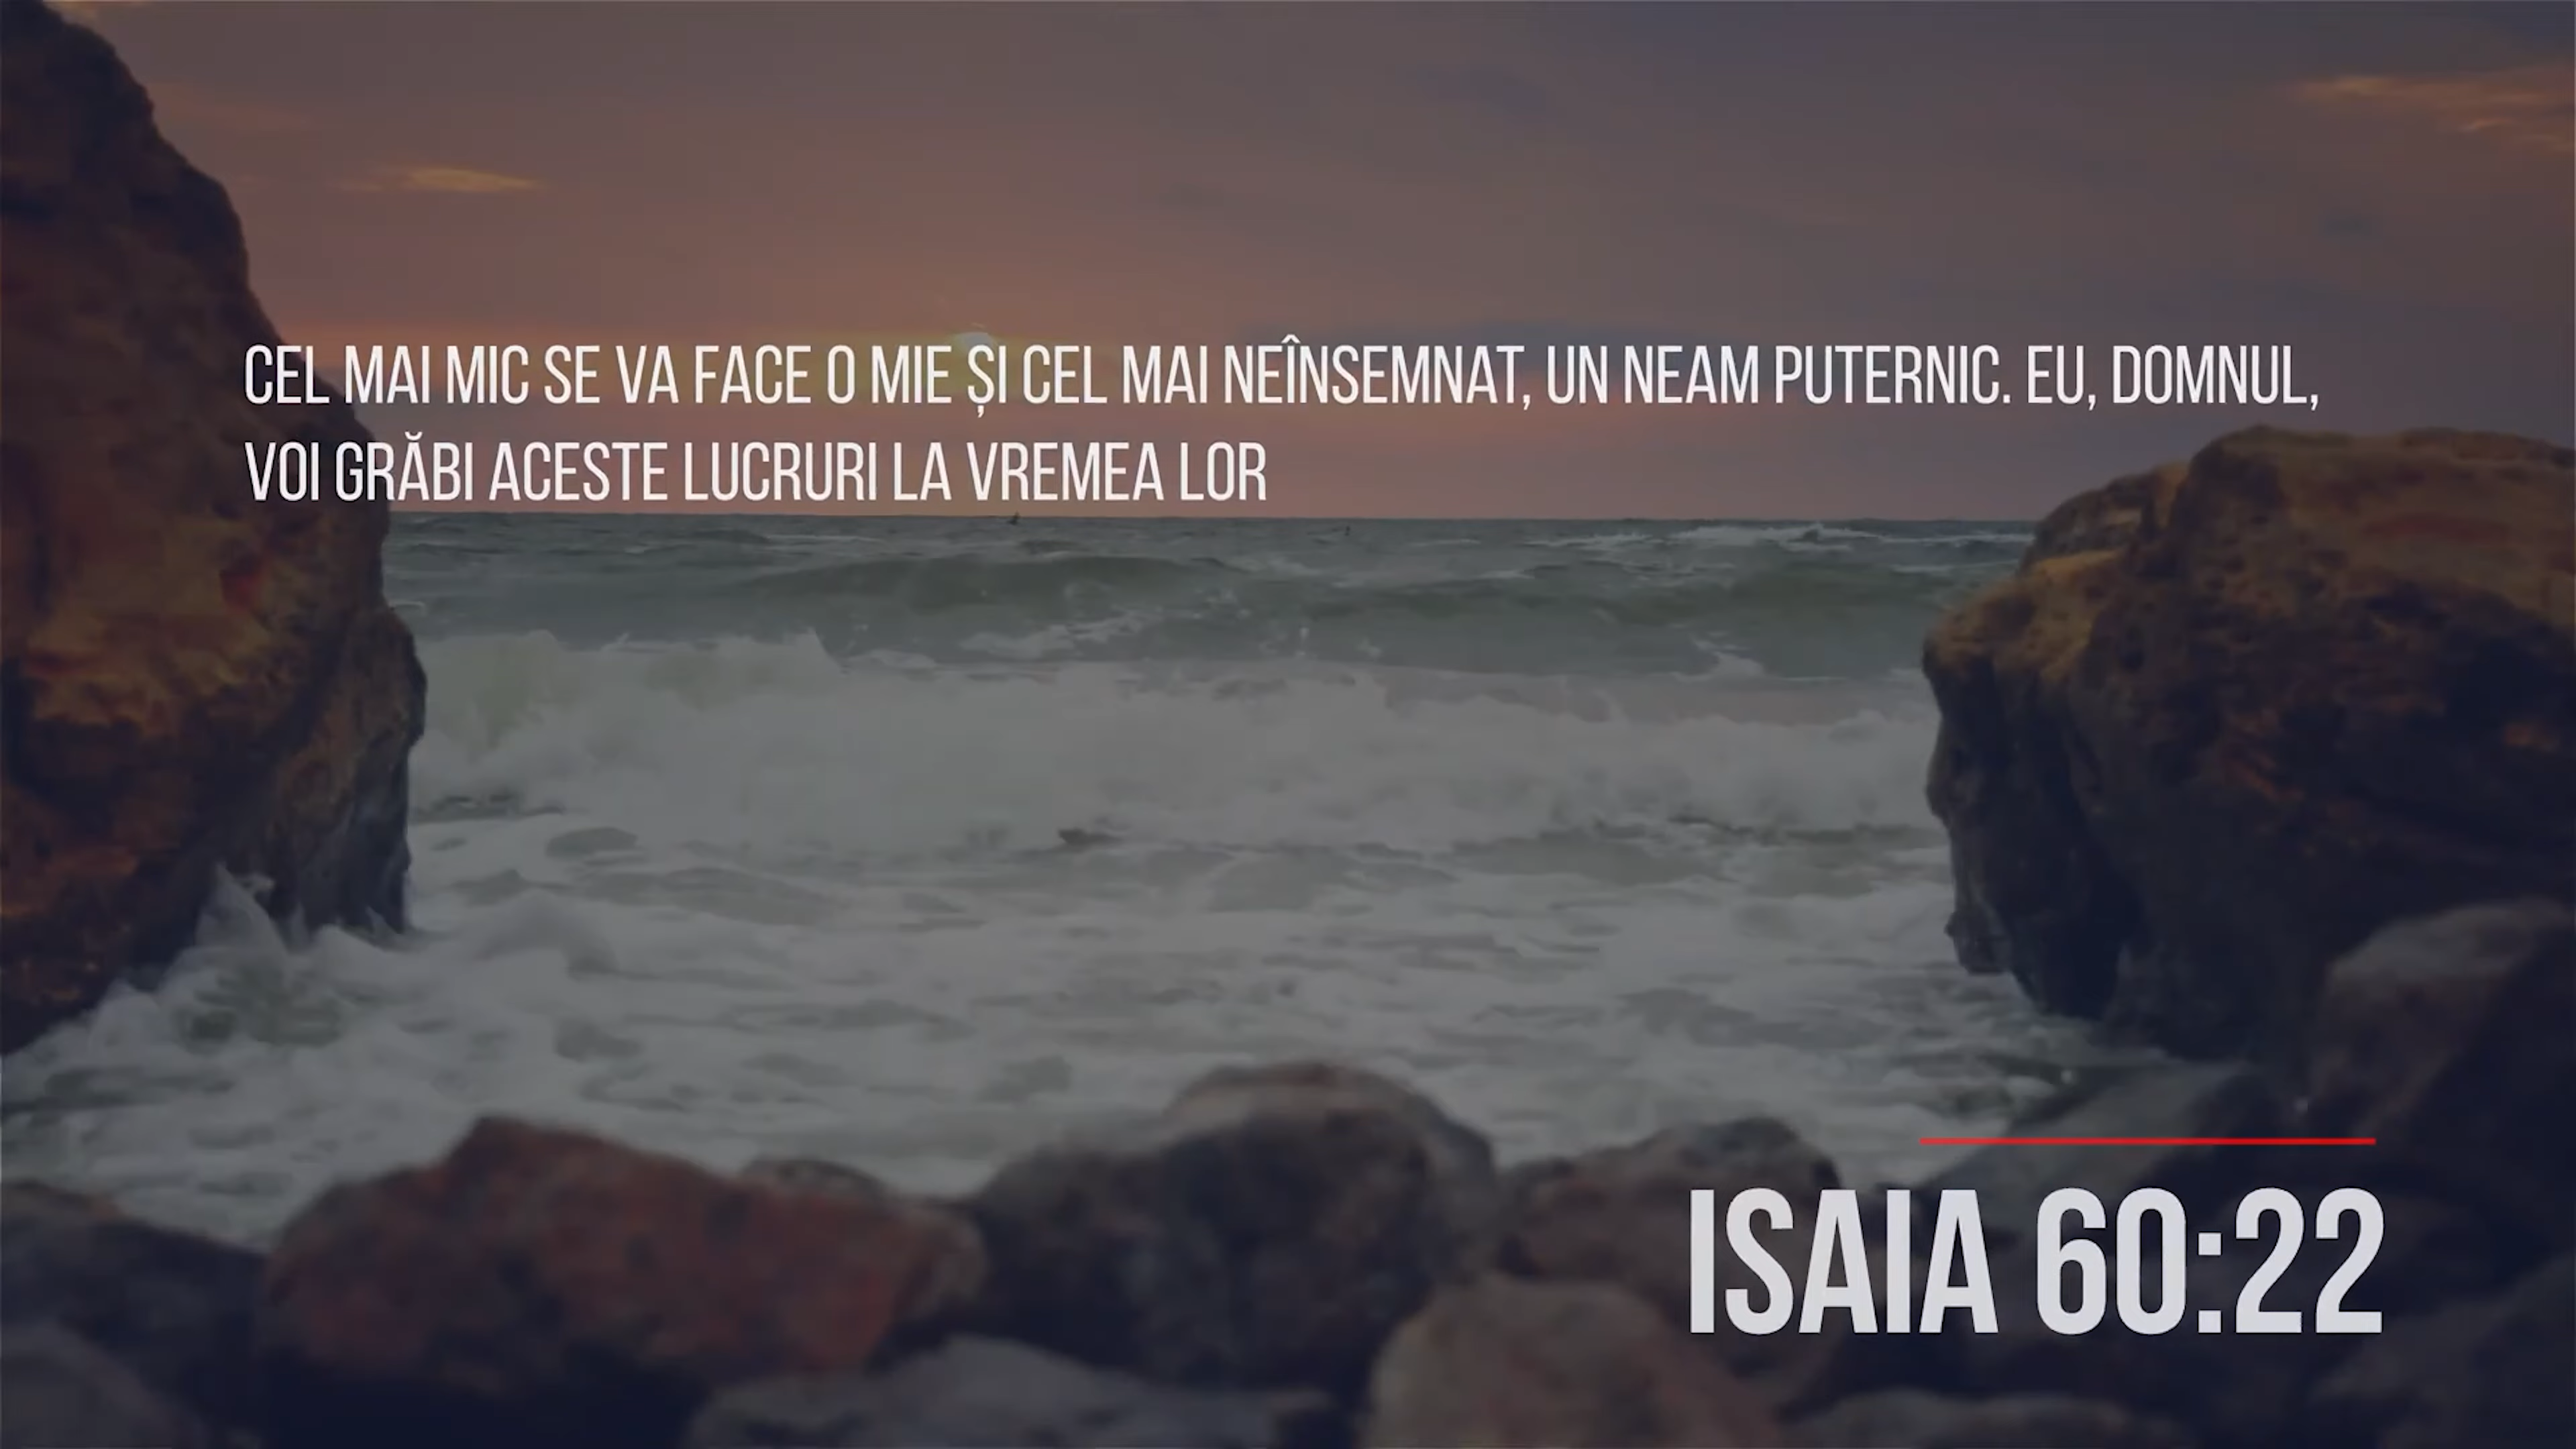 CEL MAI MIC SE VA FACE O MIE ȘI CEL MAI NEÎNSEMNAT, UN NEAM PUTERNIC. EU, DOMNUL,
VOI GRĂBI ACESTE LUCRURI LA VREMEA LOR
ISAIA 60:22